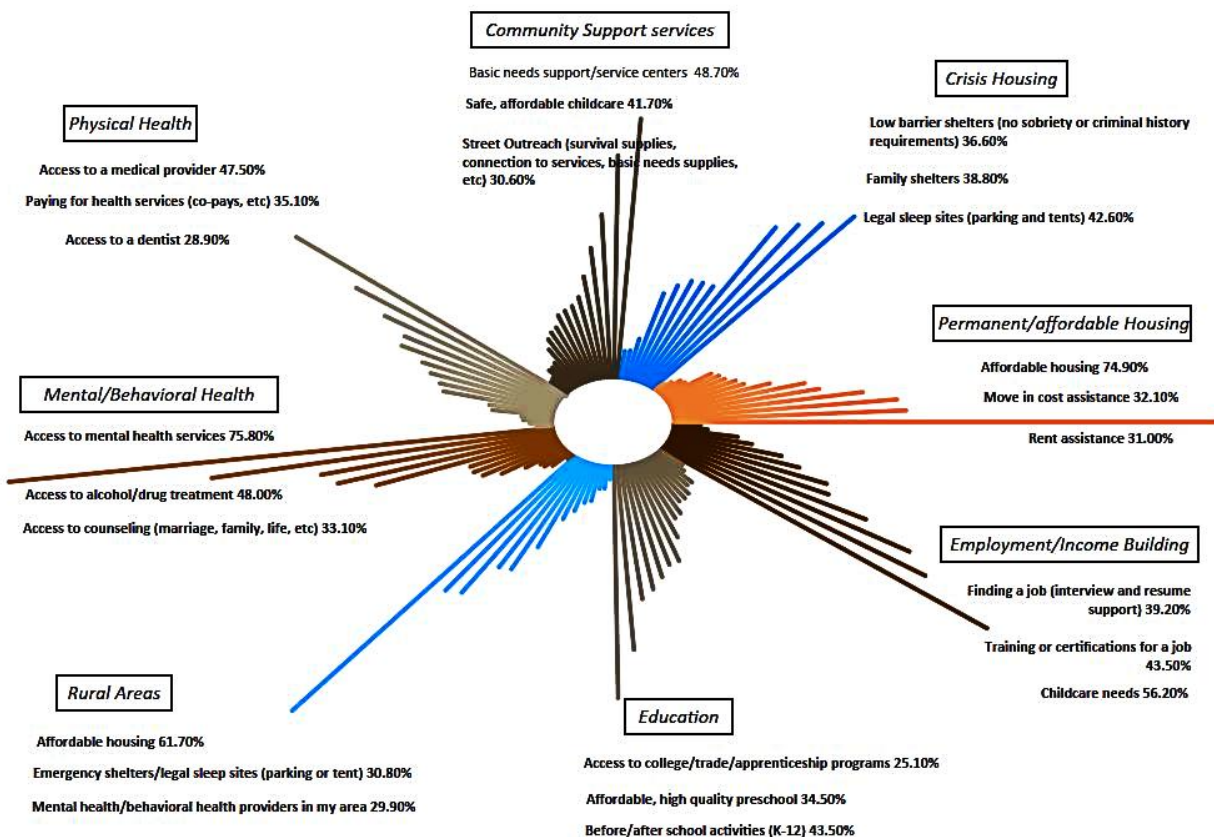 Community Support services
Basic needs support/service centers 48.70%
Safe, affordable childcare 41.70%
Street Outreach (survival supplies,
connection to services, basic needs supplies,
etc) 30.60%
Crisis Housing
Low barrier shelters (no sobriety or criminal history
requirements) 36.60%
Family shelters 38.80%
Legal sleep sites (parking and tents) 42.60%
Physical Health
Access to a medical provider 47.50%
Paying for health services (co-pays, etc) 35.10%
Access to a dentist 28.90%
Permanent/affordable Housing
Affordable housing 74.90%
Move in cost assistance 32.10%
Rent assistance 31.00%
Mental/Behavioral Health
Access to mental health services 75.80%
Access to alcohol/drug treatment 48.00%
Access to counseling (marriage, family, life, etc) 33.10%
Employment/Income Building
Finding a job (interview and resume
support) 39.20%
Training or certifications for a job
43.50%
Childcare needs 56.20%
Rural Areas
Affordable housing 61.70%
Emergency shelters/legal sleep sites (parking or tent) 30.80%
Mental health/behavioral health providers in my area 29.90%
Education
Access to college/trade/apprenticeship programs 25.10%
Affordable, high quality preschool 34.50%
Before/after school activities (K-12) 43.50%